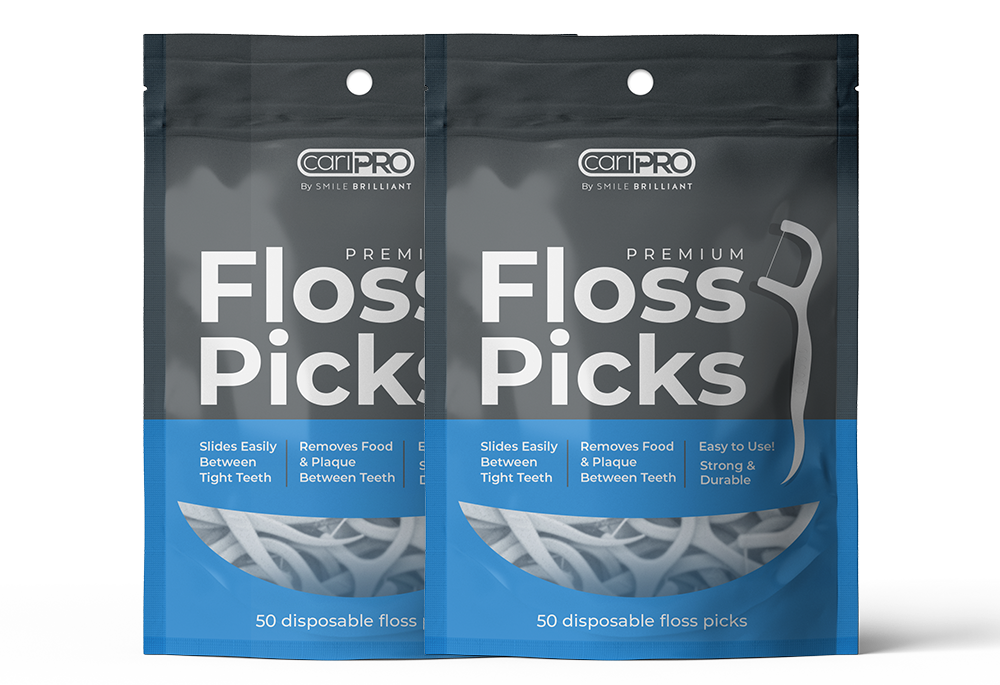 cariPRO
By SMILE BRILLIANT
PREMI
Floss
Picks
Slides Easily
Between
Tight Teeth
Removes Food
& Plaque
Between Teeth
50 disposable floss
cariPRO
By SMILE BRILLIANT
PREMIUM
Floss
Picks
Slides Easily
Between
Tight Teeth
Removes Food
& Plaque
Between Teeth
Easy to Use!
Strong &
Durable
50 disposable floss picks